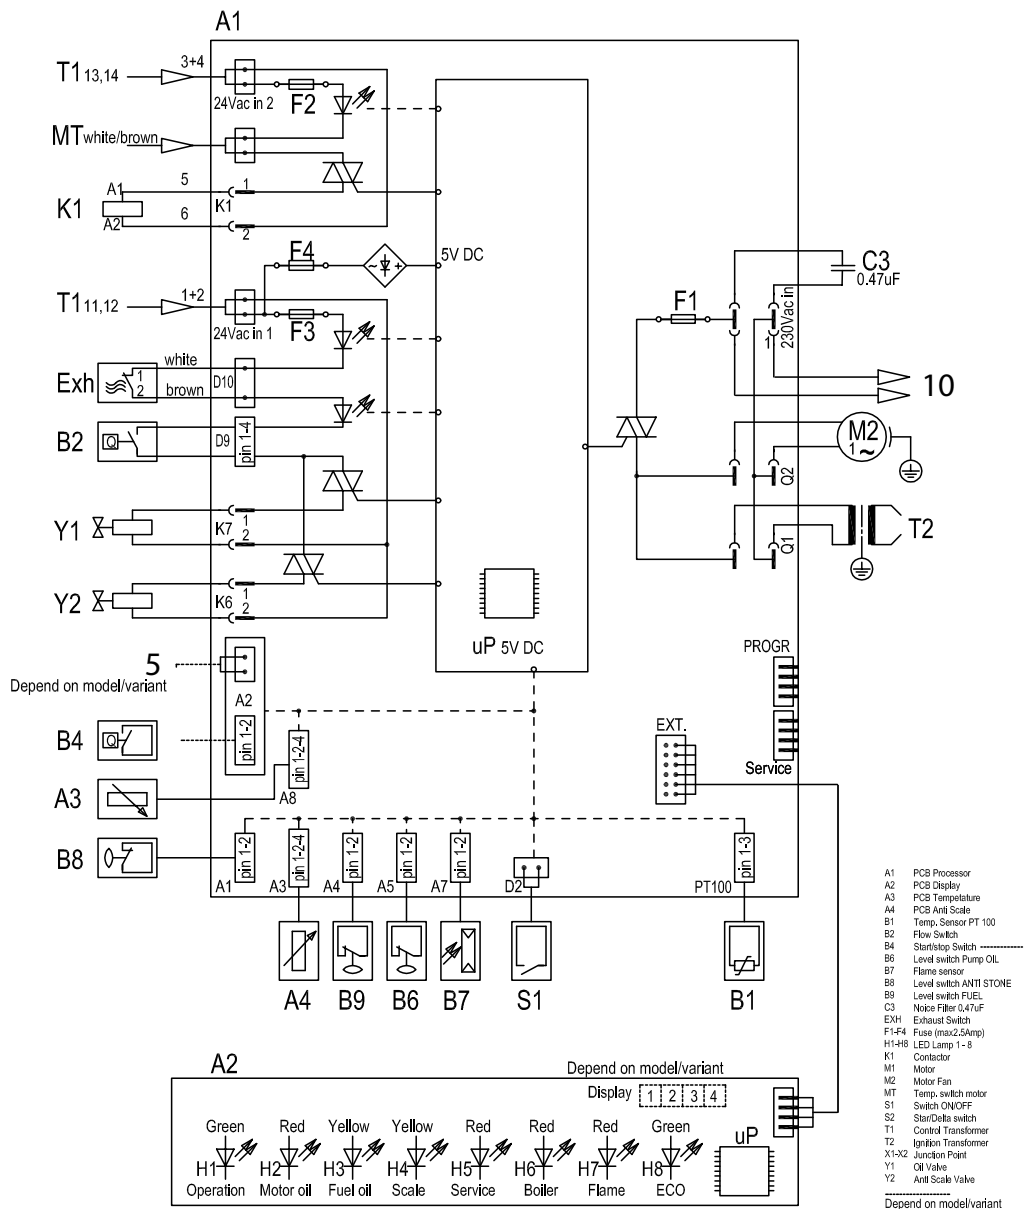 A1
T1 13,14
3+4
24Vac in 2
F2
MT white/brown
K1
A1
A2
5
6
1
K1
2
F4
5V DC
T1 11,12
1+2
24Vac in 1
F3
F1
C3
0.47uF
230Vac in
1
10
Exh
1
2
white
brown
D10
B2
Q
D9
pin 1-4
M2
1~
Q2
Y1
K7
1
2
T2
Q1
Y2
K6
1
2
uP 5V DC
5
Depend on model/variant
A2
pin 1-2
PROGR
B4
Q
pin 1-2-4
A8
EXT.
Service
A3
B8
pin 1-2
A1
pin 1-2-4
A3
pin 1-2
A4
pin 1-2
A5
pin 1-2
A7
D2
pin 1-3
PT100
A4
B9
B6
B7
S1
B1
A1 PCB Processor
A2 PCB Display
A3 PCB Tempetature
A4 PCB Anti Scale
B1 Temp. Sensor PT 100
B2 Flow Switch
B4 Start/stop Switch
B6 Level switch Pump OIL
B7 Flame sensor
B8 Level switch ANTI STONE
B9 Level switch FUEL
C3 Noice Filter 0,47uF
EXH Exhaust Switch
F1-F4 Fuse (max2.5Amp)
H1-H8 LED Lamp 1 - 8
K1 Contactor
M1 Motor
M2 Motor Fan
MT Temp. switch motor
S1 Switch ON/OFF
S2 Star/Delta switch
T1 Control Transformer
T2 Ignition Transformer
X1-X2 Junction Point
Y1 Oil Valve
Y2 Anti Scale Valve
Depend on model/variant
A2
Depend on model/variant
Display 1 2 3 4
Green Red Yellow Yellow Red Red Red Green
uP
H1 H2 H3 H4 H5 H6 H7 H8
Operation Motor oil Fuel oil Scale Service Boiler Flame ECO